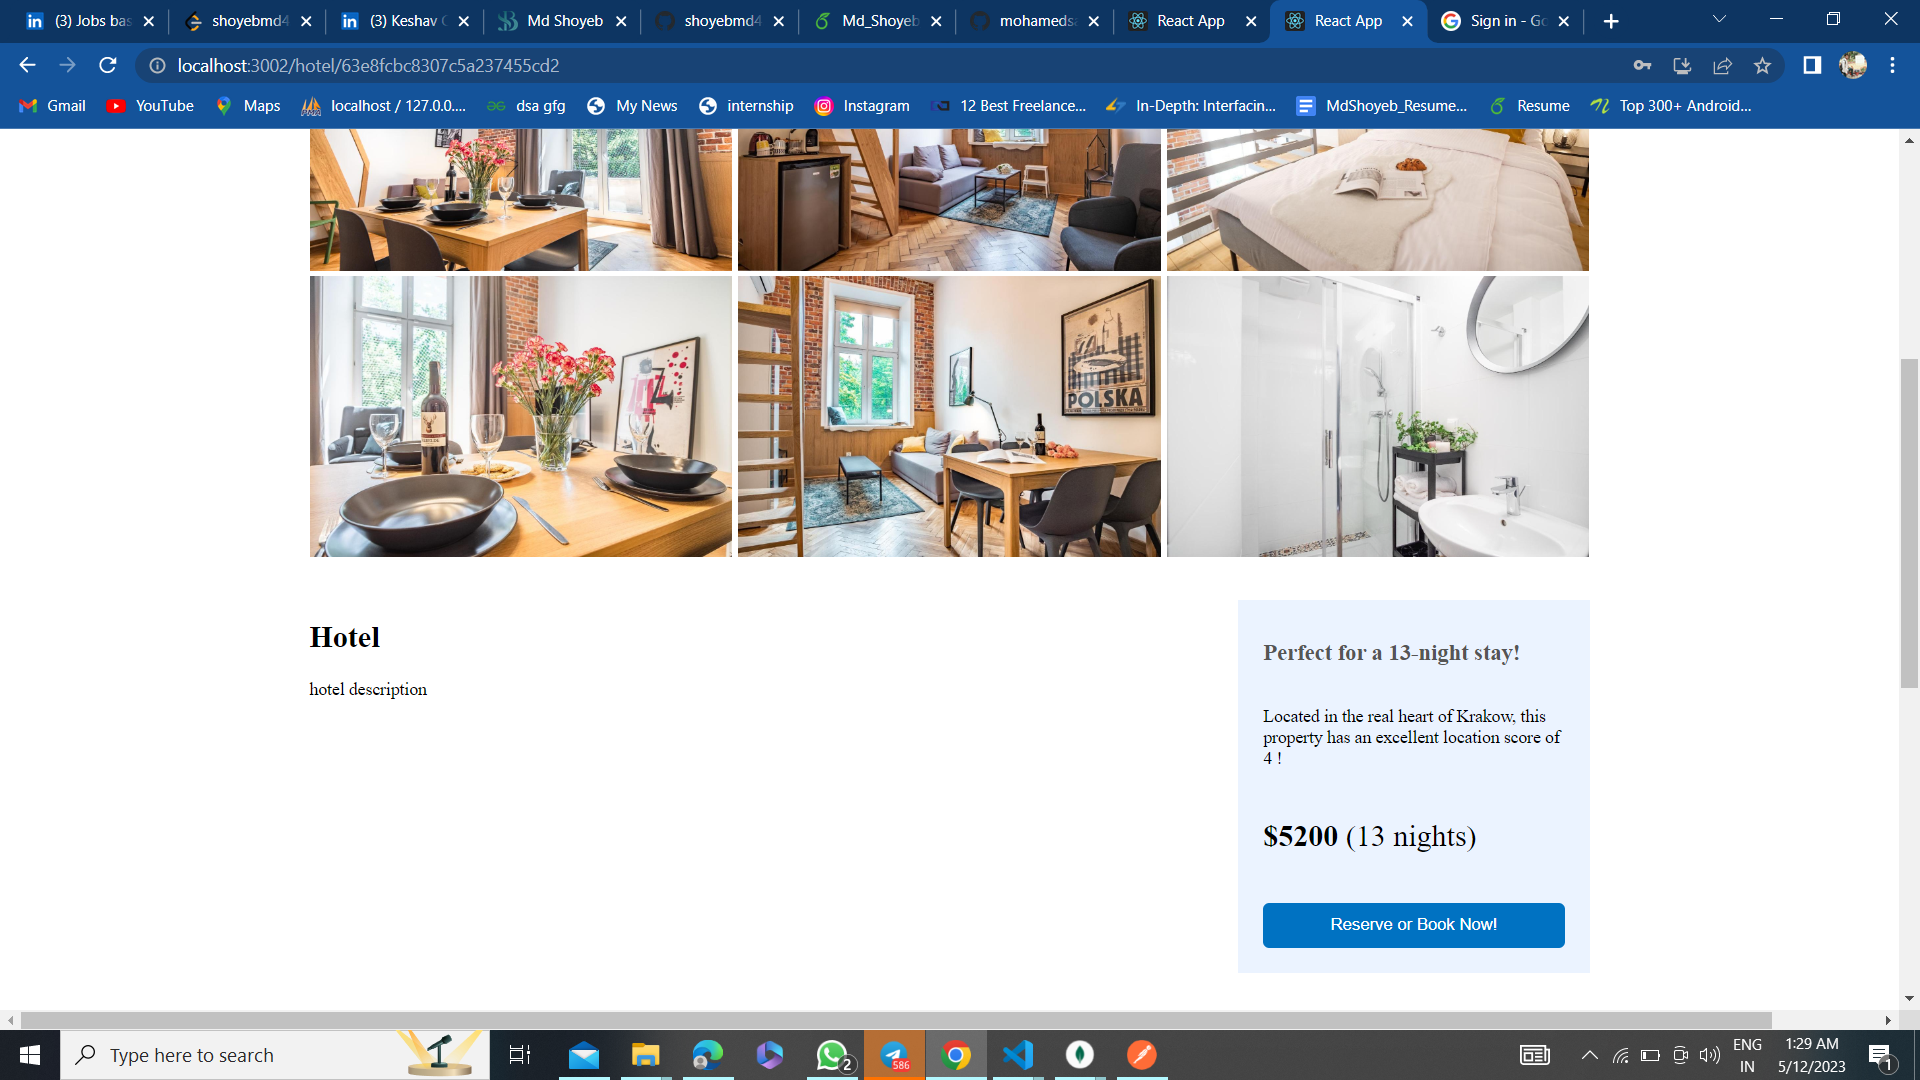 (3) Jobs bas
shoyebmd4
(3) Keshav
Md Shoyeb
shoyebmd4
Md_Shoyeb
mohameds
React App
React App
Sign in - Go
localhost:3002/hotel/63e8fcbc8307c5a237455cd2
Gmail
YouTube
Maps
localhost / 127.0.0....
dsa gfg
My News
internship
Instagram
12 Best Freelance...
In-Depth: Interfacin...
MdShoyeb_Resume...
Resume
Top 300+ Android...
POLSKA
Hotel
hotel description
Perfect for a 13-night stay!
Located in the real heart of Krakow, this
property has an excellent location score of
4 !
$5200 (13 nights)
Reserve or Book Now!
Type here to search
2
586
ENG
IN
1:29 AM
5/12/2023
1